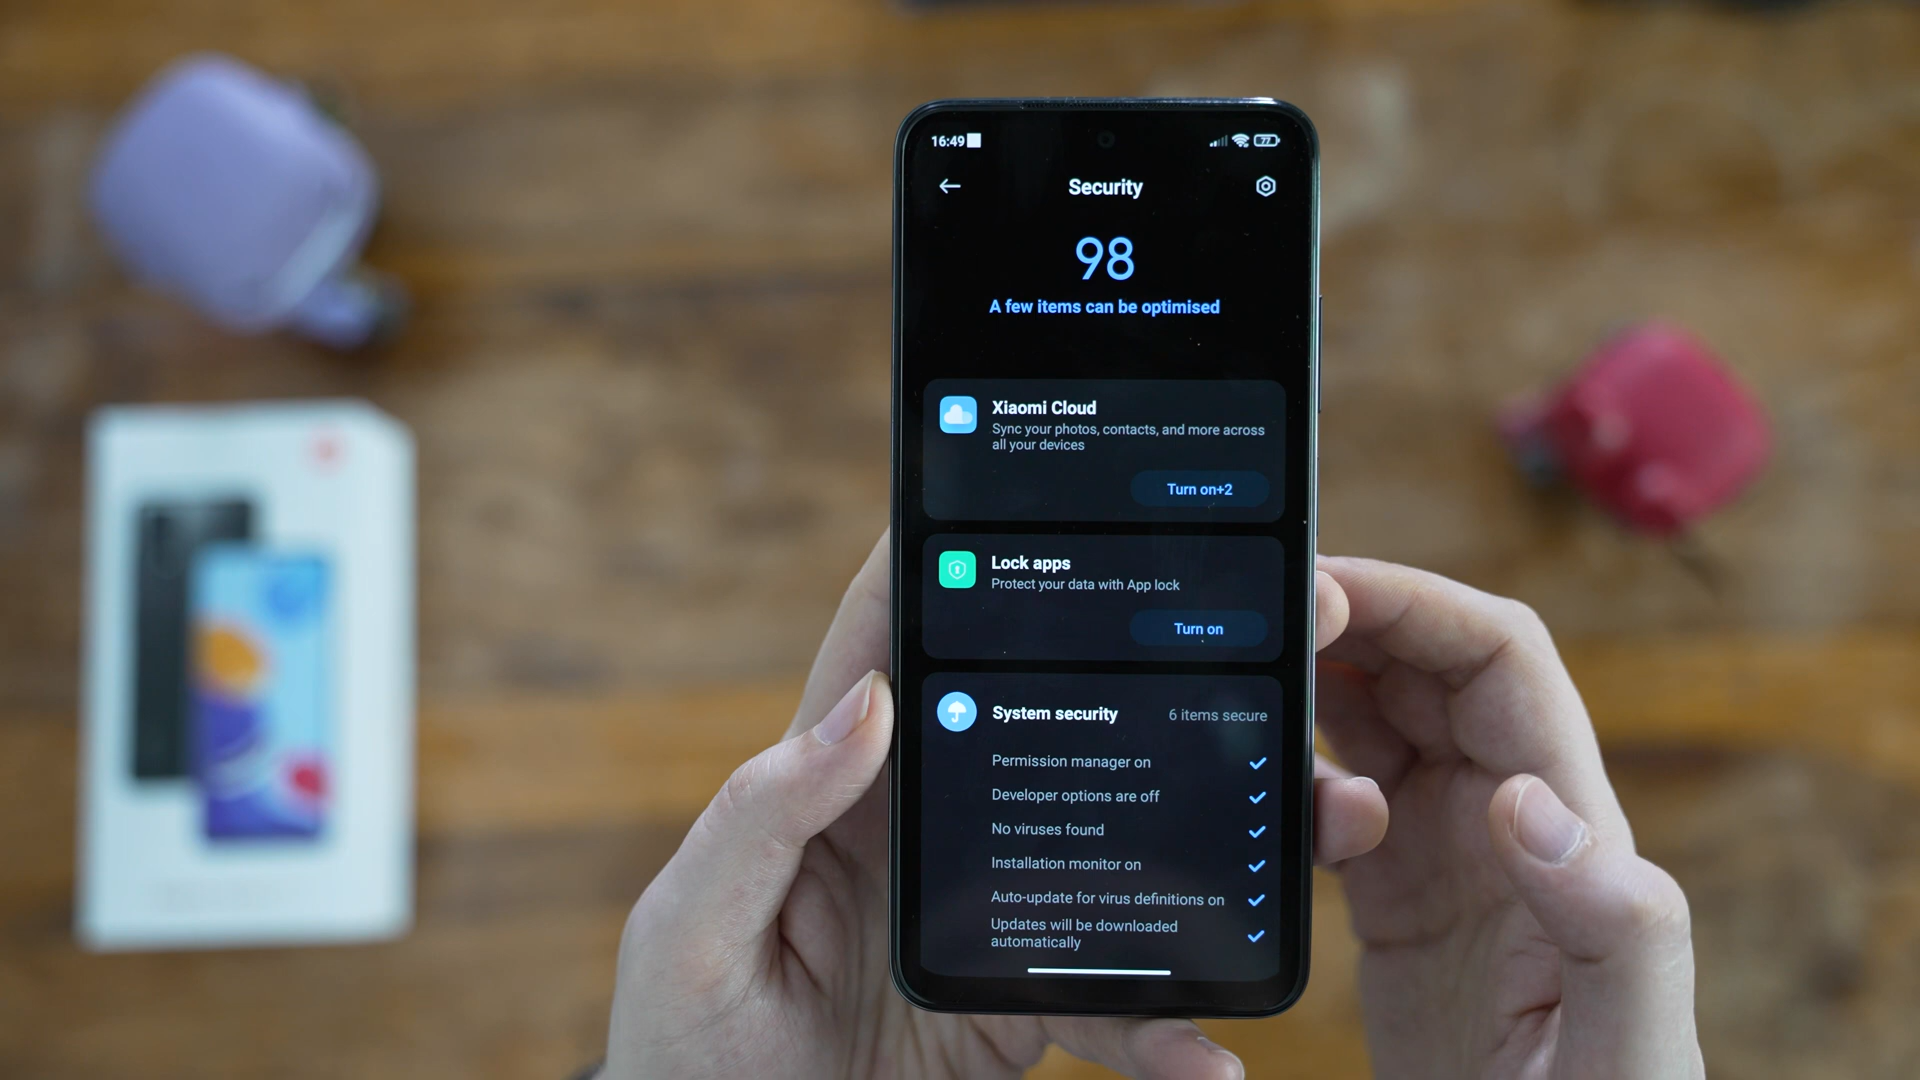 16:49
77
Security
98
A few items can be optimised
Xiaomi Cloud
Sync your photos, contacts, and more across
all your devices
Turn on+2
Lock apps
Protect your data with App lock
Turn on
System security
6 items secure
Permission manager on
Developer options are off
No viruses found
Installation monitor on
Auto-update for virus definitions on
Updates will be downloaded
automatically